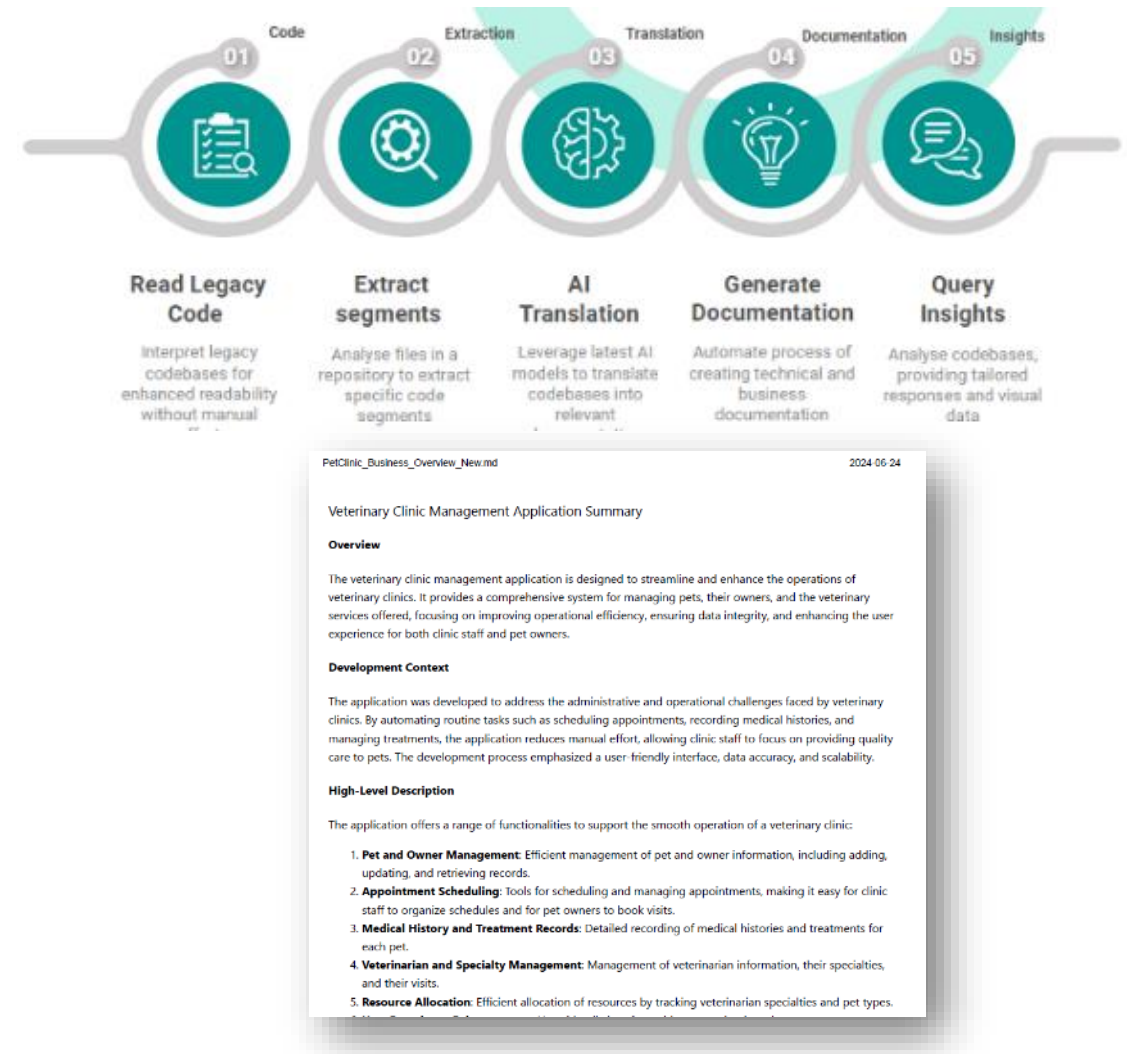 Code
Extraction
Translation
Documentation
Insights
01
02
03
04
05
Read Legacy
Code
Interpret legacy
codebases for
enhanced readability
without manual
Extract
segments
Analyse files in a
repository to extract
specific code
segments
AI
Translation
Leverage latest AI
models to translate
codebases into
relevant
Generate
Documentation
Automate process of
creating technical and
business
documentation
Query
Insights
Analyse codebases,
providing tailored
responses and visual
data
PetClinic_Business_Overview_New.md
2024-06-24
Veterinary Clinic Management Application Summary
Overview
The veterinary clinic management application is designed to streamline and enhance the operations of
veterinary clinics. It provides a comprehensive system for managing pets, their owners, and the veterinary
services offered, focusing on improving operational efficiency, ensuring data integrity, and enhancing the user
experience for both clinic staff and pet owners.
Development Context
The application was developed to address the administrative and operational challenges faced by veterinary
clinics. By automating routine tasks such as scheduling appointments, recording medical histories, and
managing treatments, the application reduces manual effort, allowing clinic staff to focus on providing quality
care to pets. The development process emphasized a user-friendly interface, data accuracy, and scalability.
High-Level Description
The application offers a range of functionalities to support the smooth operation of a veterinary clinic:
1. Pet and Owner Management: Efficient management of pet and owner information, including adding,
updating, and retrieving records.
2. Appointment Scheduling: Tools for scheduling and managing appointments, making it easy for clinic
staff to organize schedules and for pet owners to book visits.
3. Medical History and Treatment Records: Detailed recording of medical histories and treatments for
each pet.
4. Veterinarian and Specialty Management: Management of veterinarian information, their specialties,
and their visits.
5. Resource Allocation: Efficient allocation of resources by tracking veterinarian specialties and pet types.